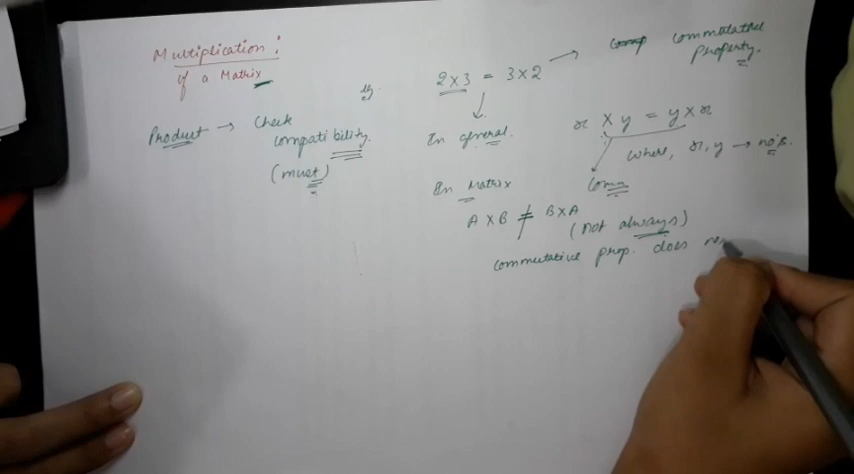 Multiplication:
of a Matrix
Product → Check
compatibility.
(must)
2 x 3 = 3 x 2 → commutative
property.
In general.
x × y = y × x
where, x, y → no's.
Comm
In Matrix
A x B ≠ B x A
(not always)
commutative prop. does